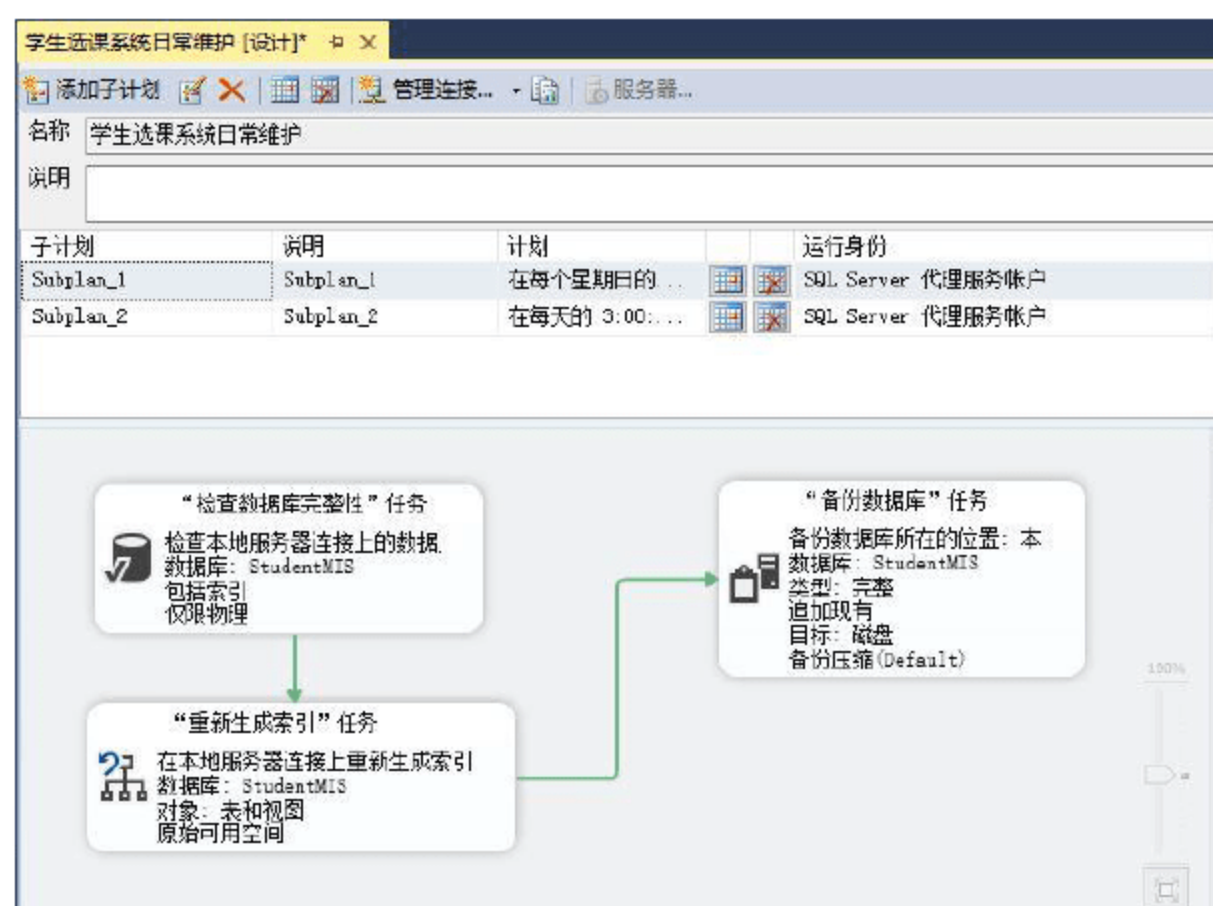 学生选课系统日常维护 [设计]*
添加子计划 管理连接... 服务器...
名称 学生选课系统日常维护
说明
子计划 说明 计划 运行身份
Subplan_1 Subplan_1 在每个星期日的... SQL Server 代理服务帐户
Subplan_2 Subplan_2 在每天的 3:00:... SQL Server 代理服务帐户
“检查数据库完整性”任务
检查本地服务器连接上的数据
数据库: StudentMIS
包括索引
仅限物理
“备份数据库”任务
备份数据库所在的位置: 本
数据库: StudentMIS
类型: 完整
追加现有
目标: 磁盘
备份压缩(Default)
“重新生成索引”任务
在本地服务器连接上重新生成索引
数据库: StudentMIS
对象: 表和视图
原始可用空间
100%